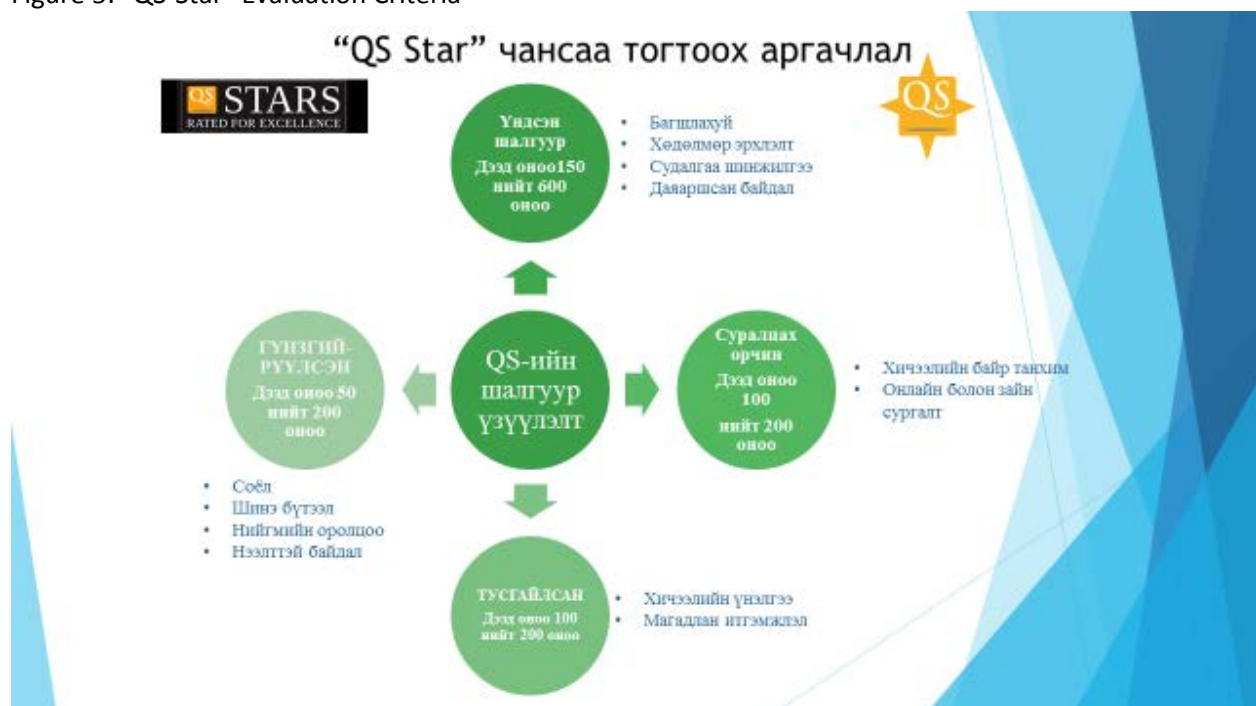 Figure 5. "QS Star" Evaluation Criteria
“QS Star” чансаа тогтоох аргачлал
QS STARS
RATED FOR EXCELLENCE
QS
Үндсэн
шалгуур
Дээд оноо150
нийт 600
оноо
• Багшлахуй
• Хөдөлмөр эрхлэлт
• Судалгаа шинжилгээ
• Даяаршсан байдал
ГҮНЗГИЙ-
РҮҮЛСЭН
Дээд оноо 50
нийт 200
оноо
QS-ийн
шалгуур
үзүүлэлт
Суралцах
орчин
Дээд оноо
100
нийт 200
оноо
• Хичээлийн байр танхим
• Онлайн болон зайн
сургалт
• Соёл
• Шинэ бүтээл
• Нийгмийн оролцоо
• Нээлттэй байдал
ТУСГАЙЛСАН
Дээд оноо 100
нийт 200 оноо
• Хичээлийн үнэлгээ
• Магадлан итгэмжлэл